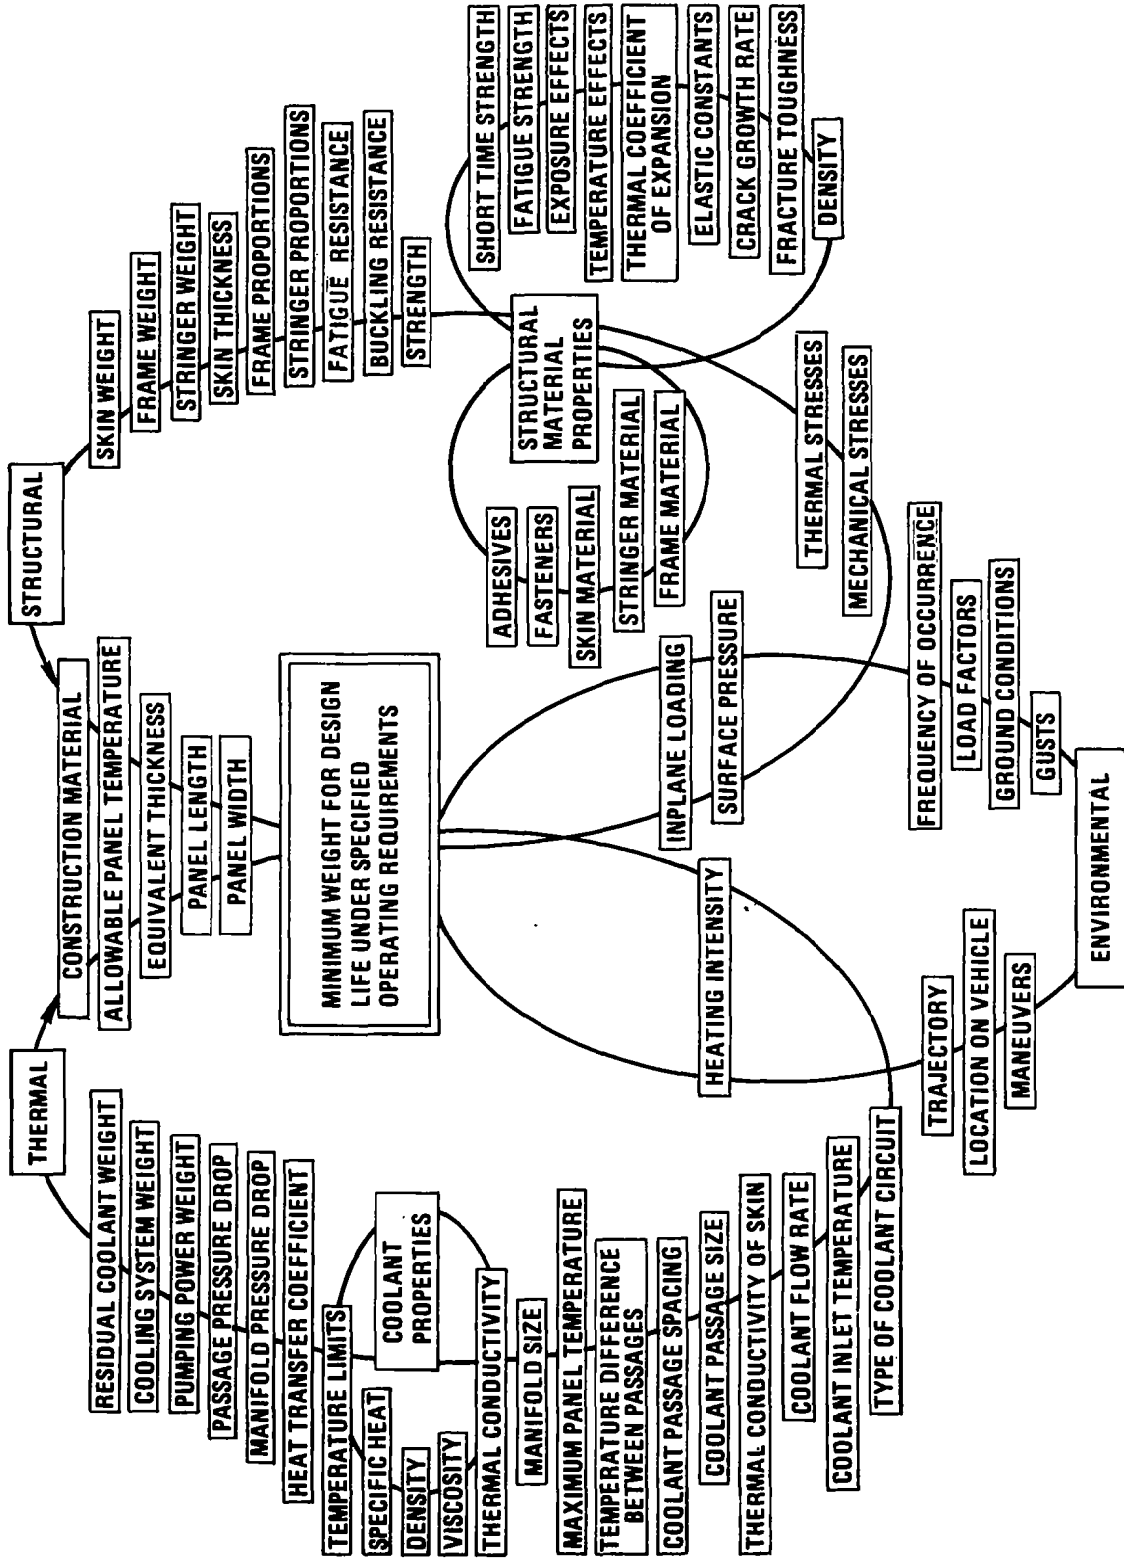 THERMAL
STRUCTURAL
CONSTRUCTION MATERIAL
ALLOWABLE PANEL TEMPERATURE
EQUIVALENT THICKNESS
PANEL LENGTH
PANEL WIDTH
MINIMUM WEIGHT FOR DESIGN
LIFE UNDER SPECIFIED
OPERATING REQUIREMENTS
RESIDUAL COOLANT WEIGHT
COOLING SYSTEM WEIGHT
PUMPING POWER WEIGHT
PASSAGE PRESSURE DROP
MANIFOLD PRESSURE DROP
HEAT TRANSFER COEFFICIENT
TEMPERATURE LIMITS
SPECIFIC HEAT
DENSITY
VISCOSITY
THERMAL CONDUCTIVITY
COOLANT
PROPERTIES
MANIFOLD SIZE
MAXIMUM PANEL TEMPERATURE
TEMPERATURE DIFFERENCE
BETWEEN PASSAGES
COOLANT PASSAGE SPACING
COOLANT PASSAGE SIZE
THERMAL CONDUCTIVITY OF SKIN
COOLANT FLOW RATE
COOLANT INLET TEMPERATURE
TYPE OF COOLANT CIRCUIT
SKIN WEIGHT
FRAME WEIGHT
STRINGER WEIGHT
SKIN THICKNESS
FRAME PROPORTIONS
STRINGER PROPORTIONS
FATIGUE RESISTANCE
BUCKLING RESISTANCE
STRENGTH
STRUCTURAL
MATERIAL
PROPERTIES
SHORT TIME STRENGTH
FATIGUE STRENGTH
EXPOSURE EFFECTS
TEMPERATURE EFFECTS
THERMAL COEFFICIENT
OF EXPANSION
ELASTIC CONSTANTS
CRACK GROWTH RATE
FRACTURE TOUGHNESS
DENSITY
ADHESIVES
FASTENERS
SKIN MATERIAL
STRINGER MATERIAL
FRAME MATERIAL
THERMAL STRESSES
MECHANICAL STRESSES
INPLANE LOADING
SURFACE PRESSURE
HEATING INTENSITY
FREQUENCY OF OCCURRENCE
LOAD FACTORS
GROUND CONDITIONS
GUSTS
TRAJECTORY
LOCATION ON VEHICLE
MANEUVERS
ENVIRONMENTAL